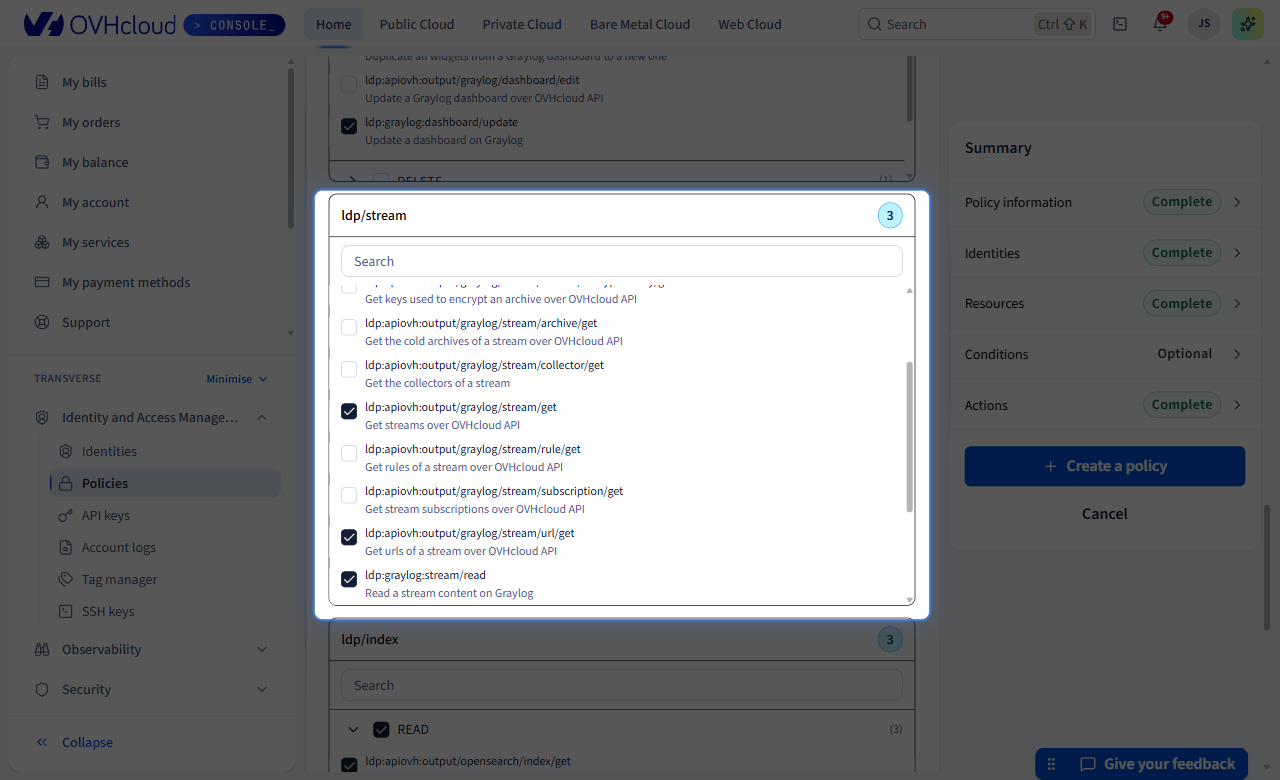 OVHcloud
> CONSOLE_
Home
Public Cloud
Private Cloud
Bare Metal Cloud
Web Cloud
Search
Ctrl
K
9+
JS
My bills
My orders
My balance
My account
My services
My payment methods
Support
TRANSVERSE
Minimise
Identity and Access Manage...
Identities
Policies
API keys
Account logs
Tag manager
SSH keys
Observability
Security
Collapse
Duplicate all widgets from a Graylog dashboard to a new one
ldp:apiovh:output/graylog/dashboard/edit
Update a Graylog dashboard over OVHcloud API
ldp:graylog:dashboard/update
Update a dashboard on Graylog
DELETE
(1)
ldp/stream
3
Search
Get keys used to encrypt an archive over OVHcloud API
ldp:apiovh:output/graylog/stream/archive/get
Get the cold archives of a stream over OVHcloud API
ldp:apiovh:output/graylog/stream/collector/get
Get the collectors of a stream
ldp:apiovh:output/graylog/stream/get
Get streams over OVHcloud API
ldp:apiovh:output/graylog/stream/rule/get
Get rules of a stream over OVHcloud API
ldp:apiovh:output/graylog/stream/subscription/get
Get stream subscriptions over OVHcloud API
ldp:apiovh:output/graylog/stream/url/get
Get urls of a stream over OVHcloud API
ldp:graylog:stream/read
Read a stream content on Graylog
ldp/index
3
Search
READ
(3)
ldp:apiovh:output/opensearch/index/get
Summary
Policy information
Complete
Identities
Complete
Resources
Complete
Conditions
Optional
Actions
Complete
+ Create a policy
Cancel
Give your feedback